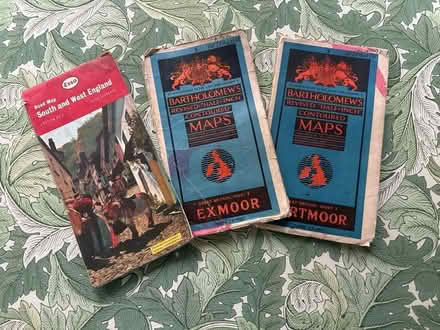 Esso
Road Map
South and West England
BARTHOLOMEW'S
REVISED "HALF-INCH"
CONTOURED
MAPS
EXMOOR
BARTHOLOMEW'S
REVISED "HALF-INCH"
CONTOURED
MAPS
RTMOOR